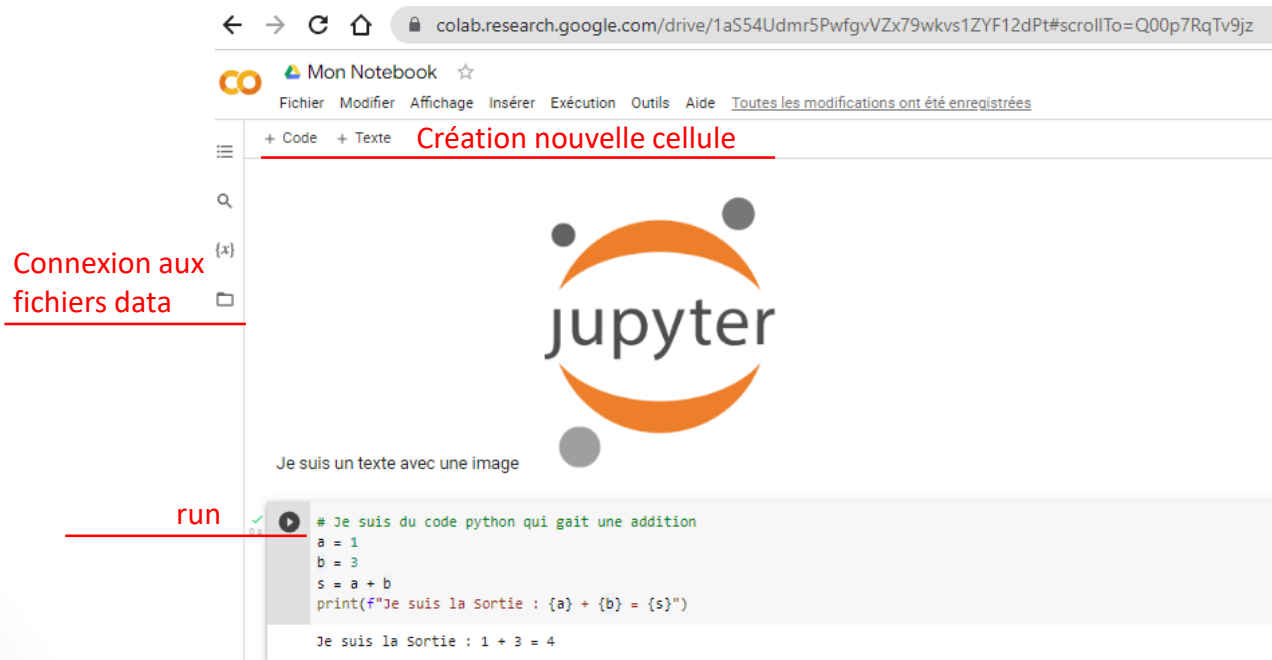 colab.research.google.com/drive/1aS54Udmr5PwfgvVZx79wkvs1ZYF12dPt#scrollTo=Q00p7RqTv9jz
CO Mon Notebook
Fichier Modifier Affichage Insérer Exécution Outils Aide Toutes les modifications ont été enregistrées
+ Code + Texte Création nouvelle cellule
{x}
Connexion aux
fichiers data
jupyter
Je suis un texte avec une image
run
0 s
# Je suis du code python qui gait une addition
a = 1
b = 3
s = a + b
print(f"Je suis la Sortie : {a} + {b} = {s}")
Je suis la Sortie : 1 + 3 = 4